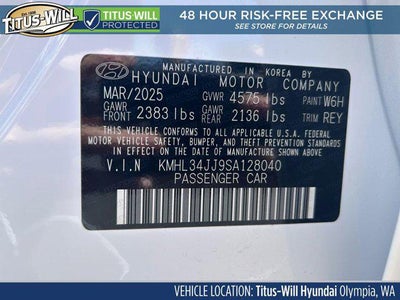 TITUS-WILL
TITUS-WILL
PROTECTED
48 HOUR RISK-FREE EXCHANGE
SEE STORE FOR DETAILS
MANUFACTURED IN KOREA BY
HYUNDAI MOTOR COMPANY
MAR/2025 GVWR 4575 lbs PAINT W6H
GAWR FRONT 2383 lbs GAWR REAR 2136 lbs TRIM REY
THIS VEHICLE CONFORMS TO ALL APPLICABLE U.S.A. FEDERAL
MOTOR VEHICLE SAFETY, BUMPER, AND THEFT PREVENTION
STANDARDS IN EFFECT ON THE DATE OF MANUFACTURE SHOWN ABOVE.
V.I.N KMHL34JJ9SA128040
PASSENGER CAR
TITUS-WILL
VEHICLE LOCATION: Titus-Will Hyundai Olympia, WA